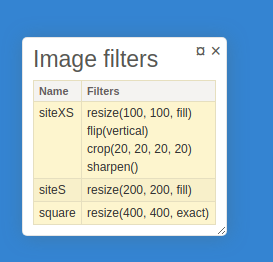 Image filters
Name Filters
siteXS resize(100, 100, fill)
flip(vertical)
crop(20, 20, 20, 20)
sharpen()
siteS resize(200, 200, fill)
square resize(400, 400, exact)